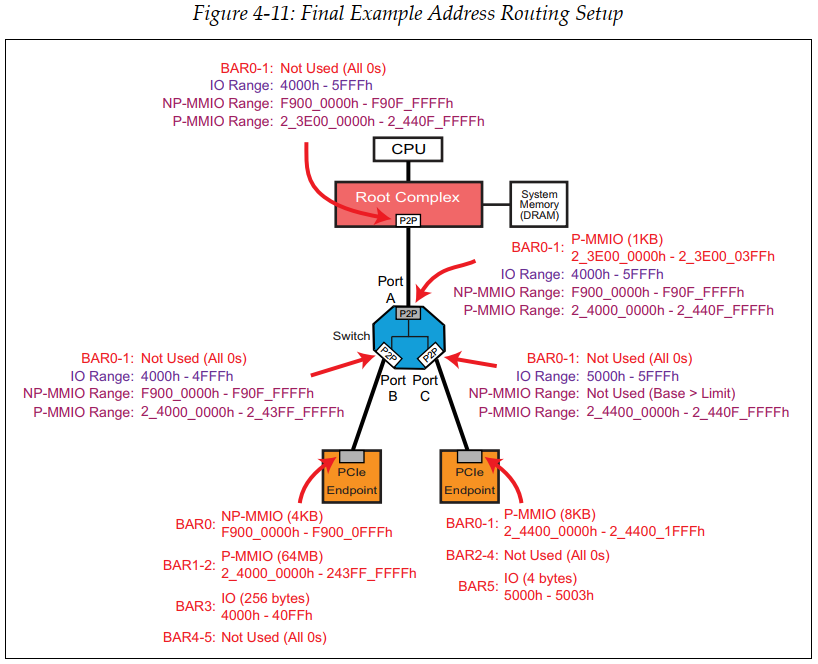 Figure 4-11: Final Example Address Routing Setup
BAR0-1: Not Used (All 0s)
IO Range: 4000h - 5FFFh
NP-MMIO Range: F900_0000h - F90F_FFFFh
P-MMIO Range: 2_3E00_0000h - 2_440F_FFFFh
CPU
Root Complex
P2P
System
Memory
(DRAM)
BAR0-1: P-MMIO (1KB)
2_3E00_0000h - 2_3E00_03FFh
IO Range: 4000h - 5FFFh
NP-MMIO Range: F900_0000h - F90F_FFFFh
P-MMIO Range: 2_4000_0000h - 2_440F_FFFFh
Port
A
P2P
Switch
P2P
P2P
Port
B
Port
C
BAR0-1: Not Used (All 0s)
IO Range: 4000h - 4FFFh
NP-MMIO Range: F900_0000h - F90F_FFFFh
P-MMIO Range: 2_4000_0000h - 2_43FF_FFFFh
BAR0-1: Not Used (All 0s)
IO Range: 5000h - 5FFFh
NP-MMIO Range: Not Used (Base > Limit)
P-MMIO Range: 2_4400_0000h - 2_440F_FFFFh
PCIe
Endpoint
PCIe
Endpoint
BAR0: NP-MMIO (4KB)
F900_0000h - F900_0FFFh
BAR1-2: P-MMIO (64MB)
2_4000_0000h - 243FF_FFFFh
BAR3: IO (256 bytes)
4000h - 40FFh
BAR4-5: Not Used (All 0s)
BAR0-1: P-MMIO (8KB)
2_4400_0000h - 2_4400_1FFFh
BAR2-4: Not Used (All 0s)
BAR5: IO (4 bytes)
5000h - 5003h